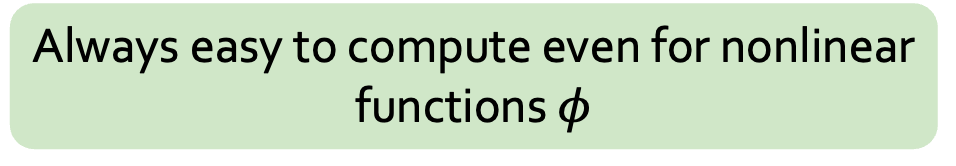 Always easy to compute even for nonlinear
functions ϕ